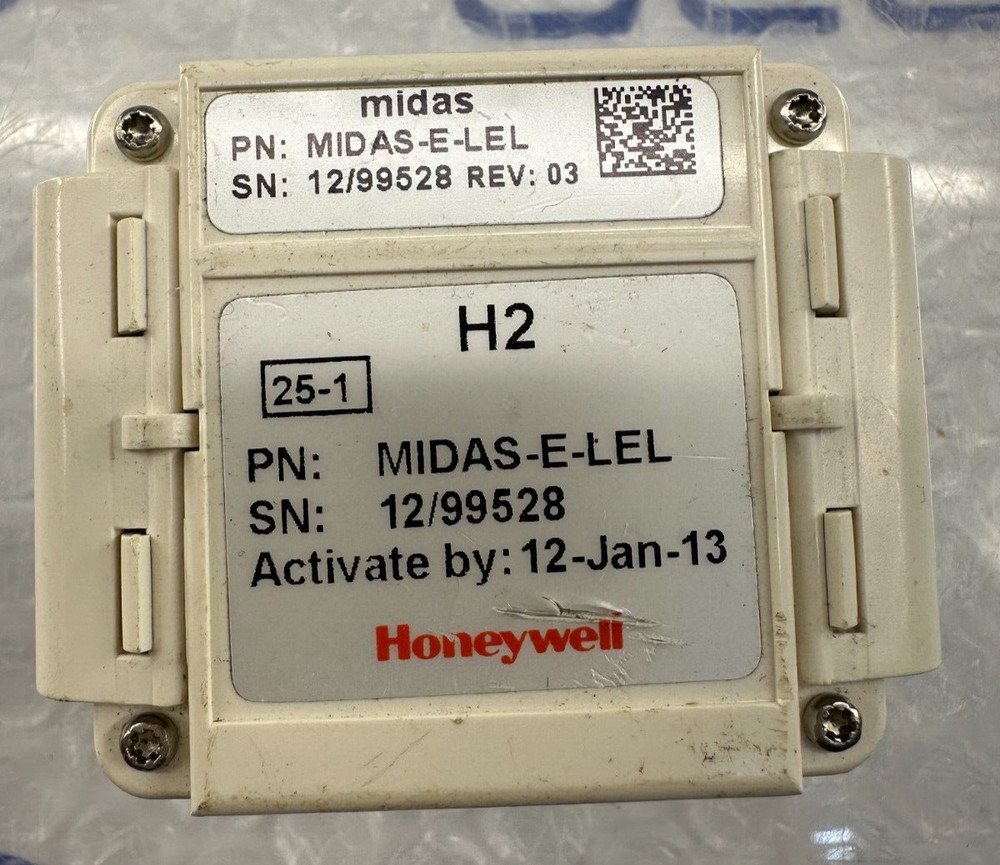 midas
PN: MIDAS-E-LEL
SN: 12/99528 REV: 03
H2
25-1
PN: MIDAS-E-LEL
SN: 12/99528
Activate by: 12-Jan-13
Honeywell